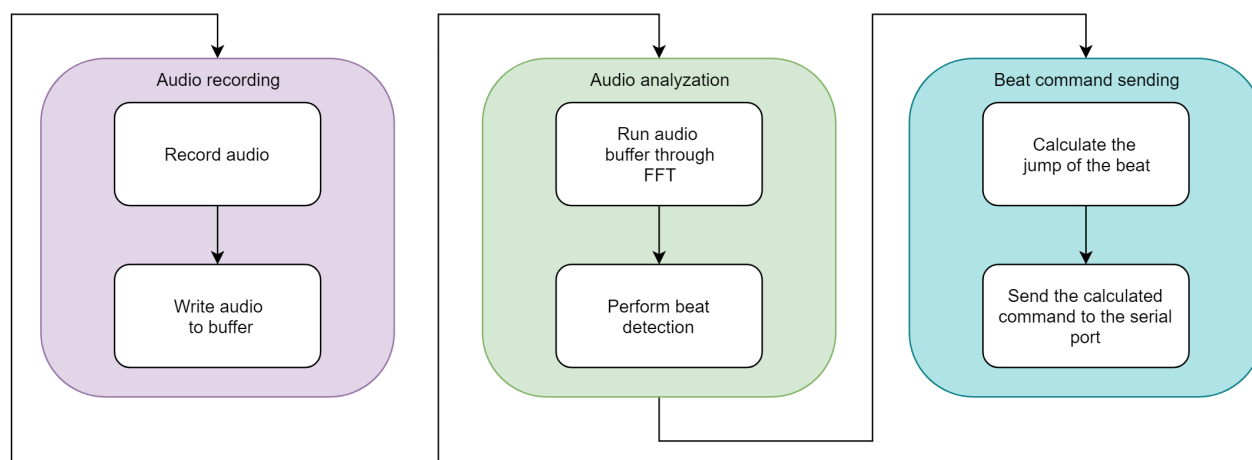 Audio recording
Record audio
Write audio
to buffer
Audio analyzation
Run audio
buffer through
FFT
Perform beat
detection
Beat command sending
Calculate the
jump of the beat
Send the calculated
command to the serial
port